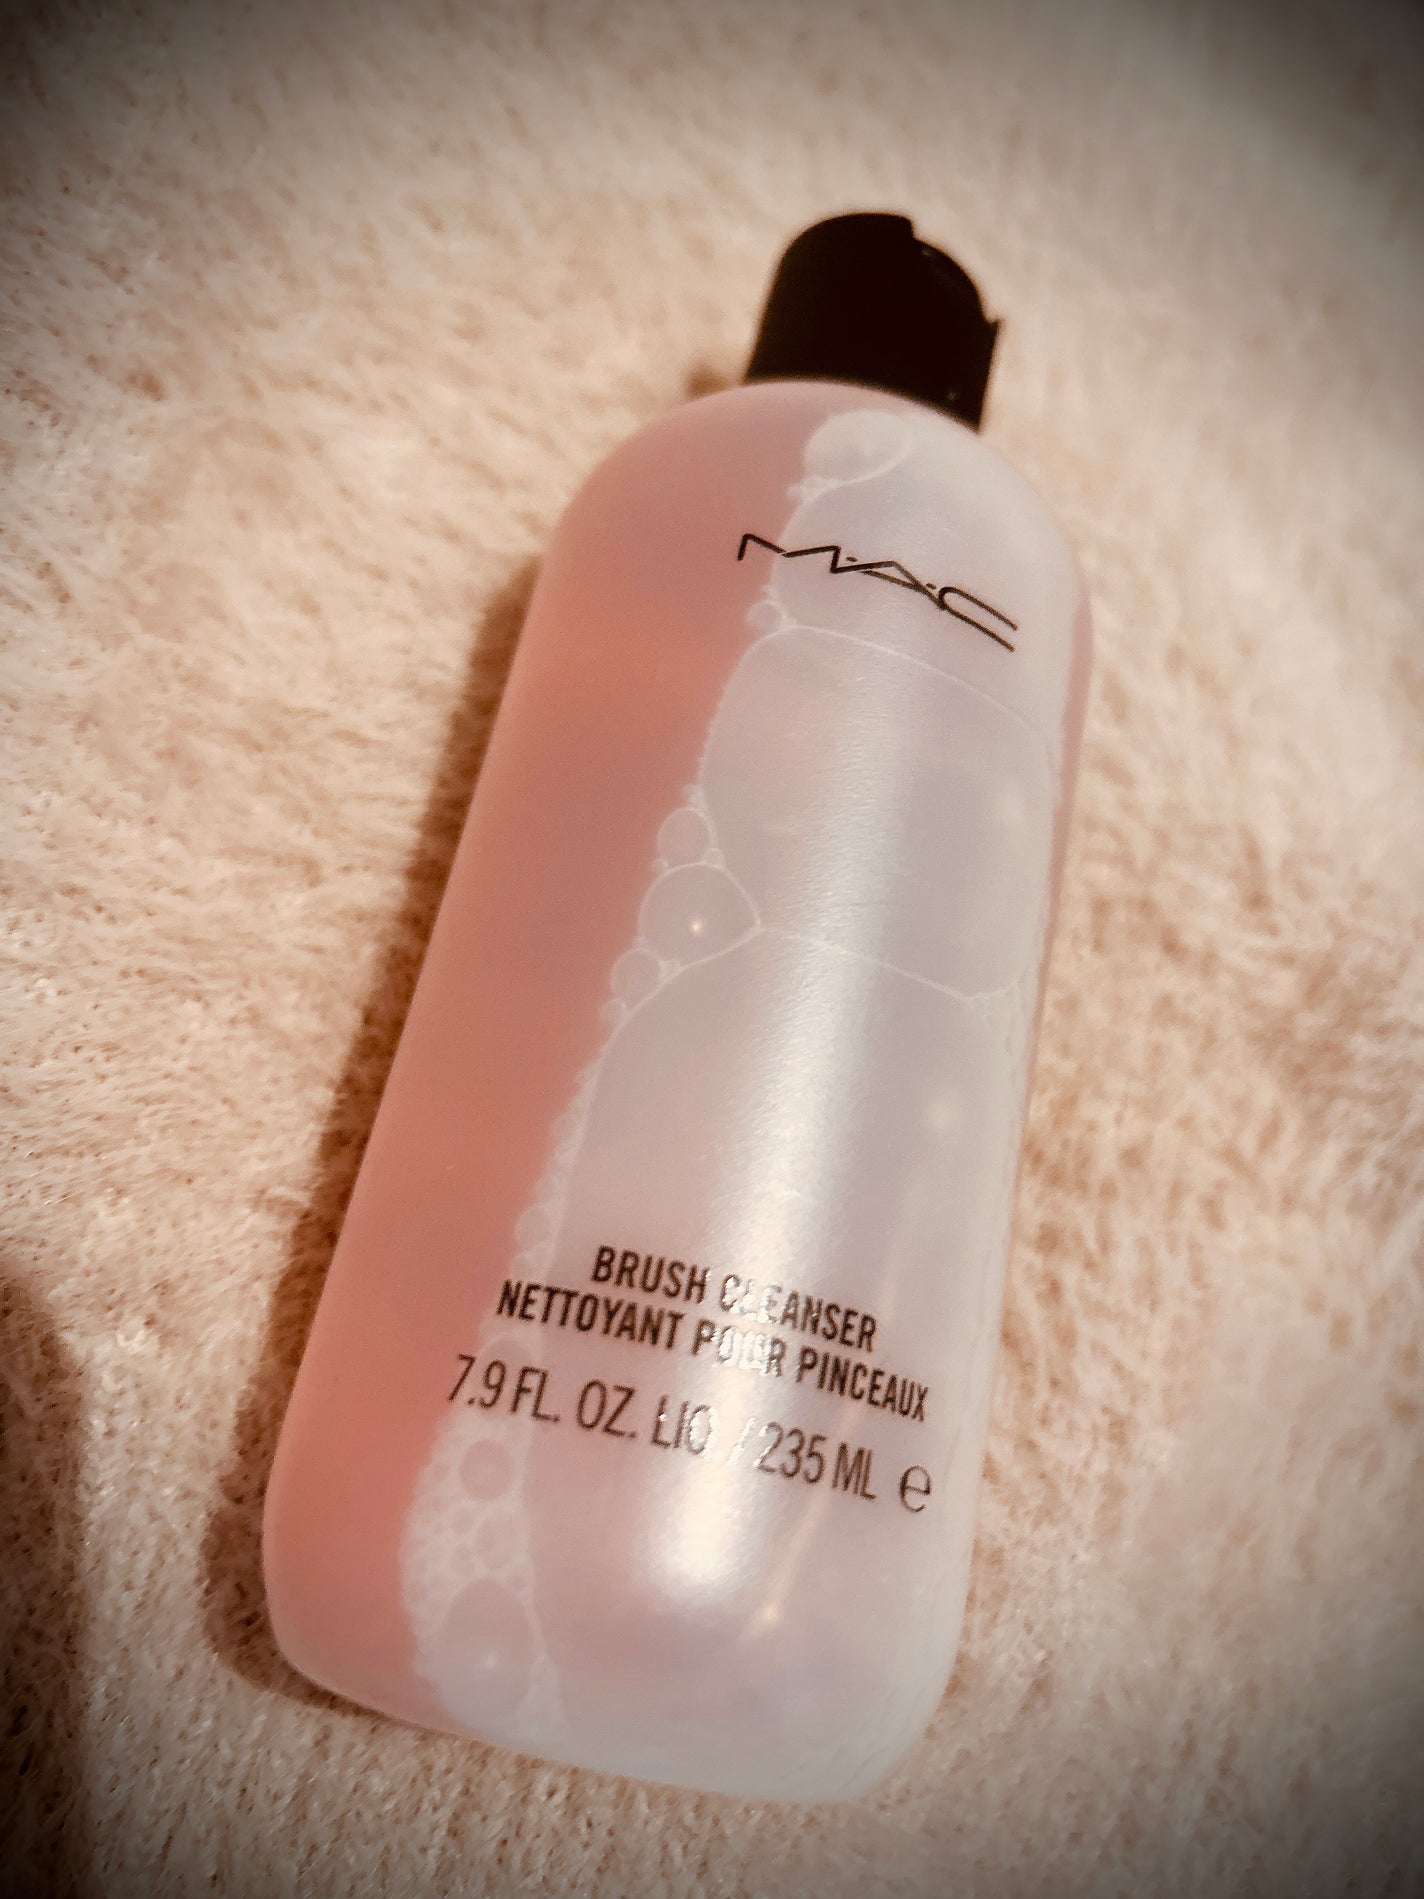 M·A·C
BRUSH CLEANSER
NETTOYANT POUR PINCEAUX
7.9 FL. OZ. LIQ / 235 ML ℮